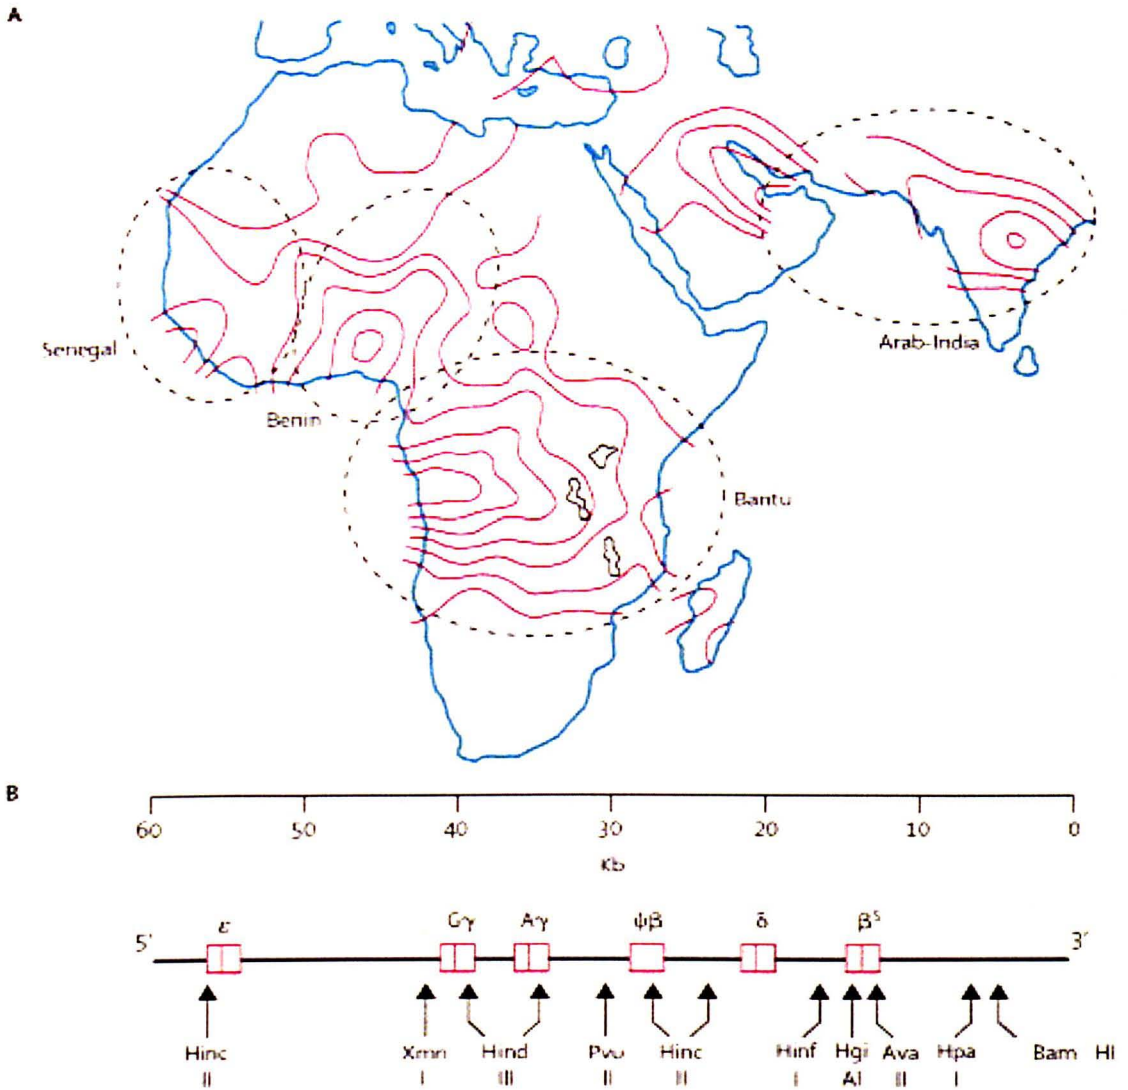 A
Senegal
Benin
Arab-India
Bantu
B
60 50 40 30 20 10 0
Kb
ε Gγ Aγ ψβ δ βS
5′ 3′
Hinc Xmn Hind Pvu Hinc Hinf Hgi Ava Hpa Bam HI
II I III II II I AI III I